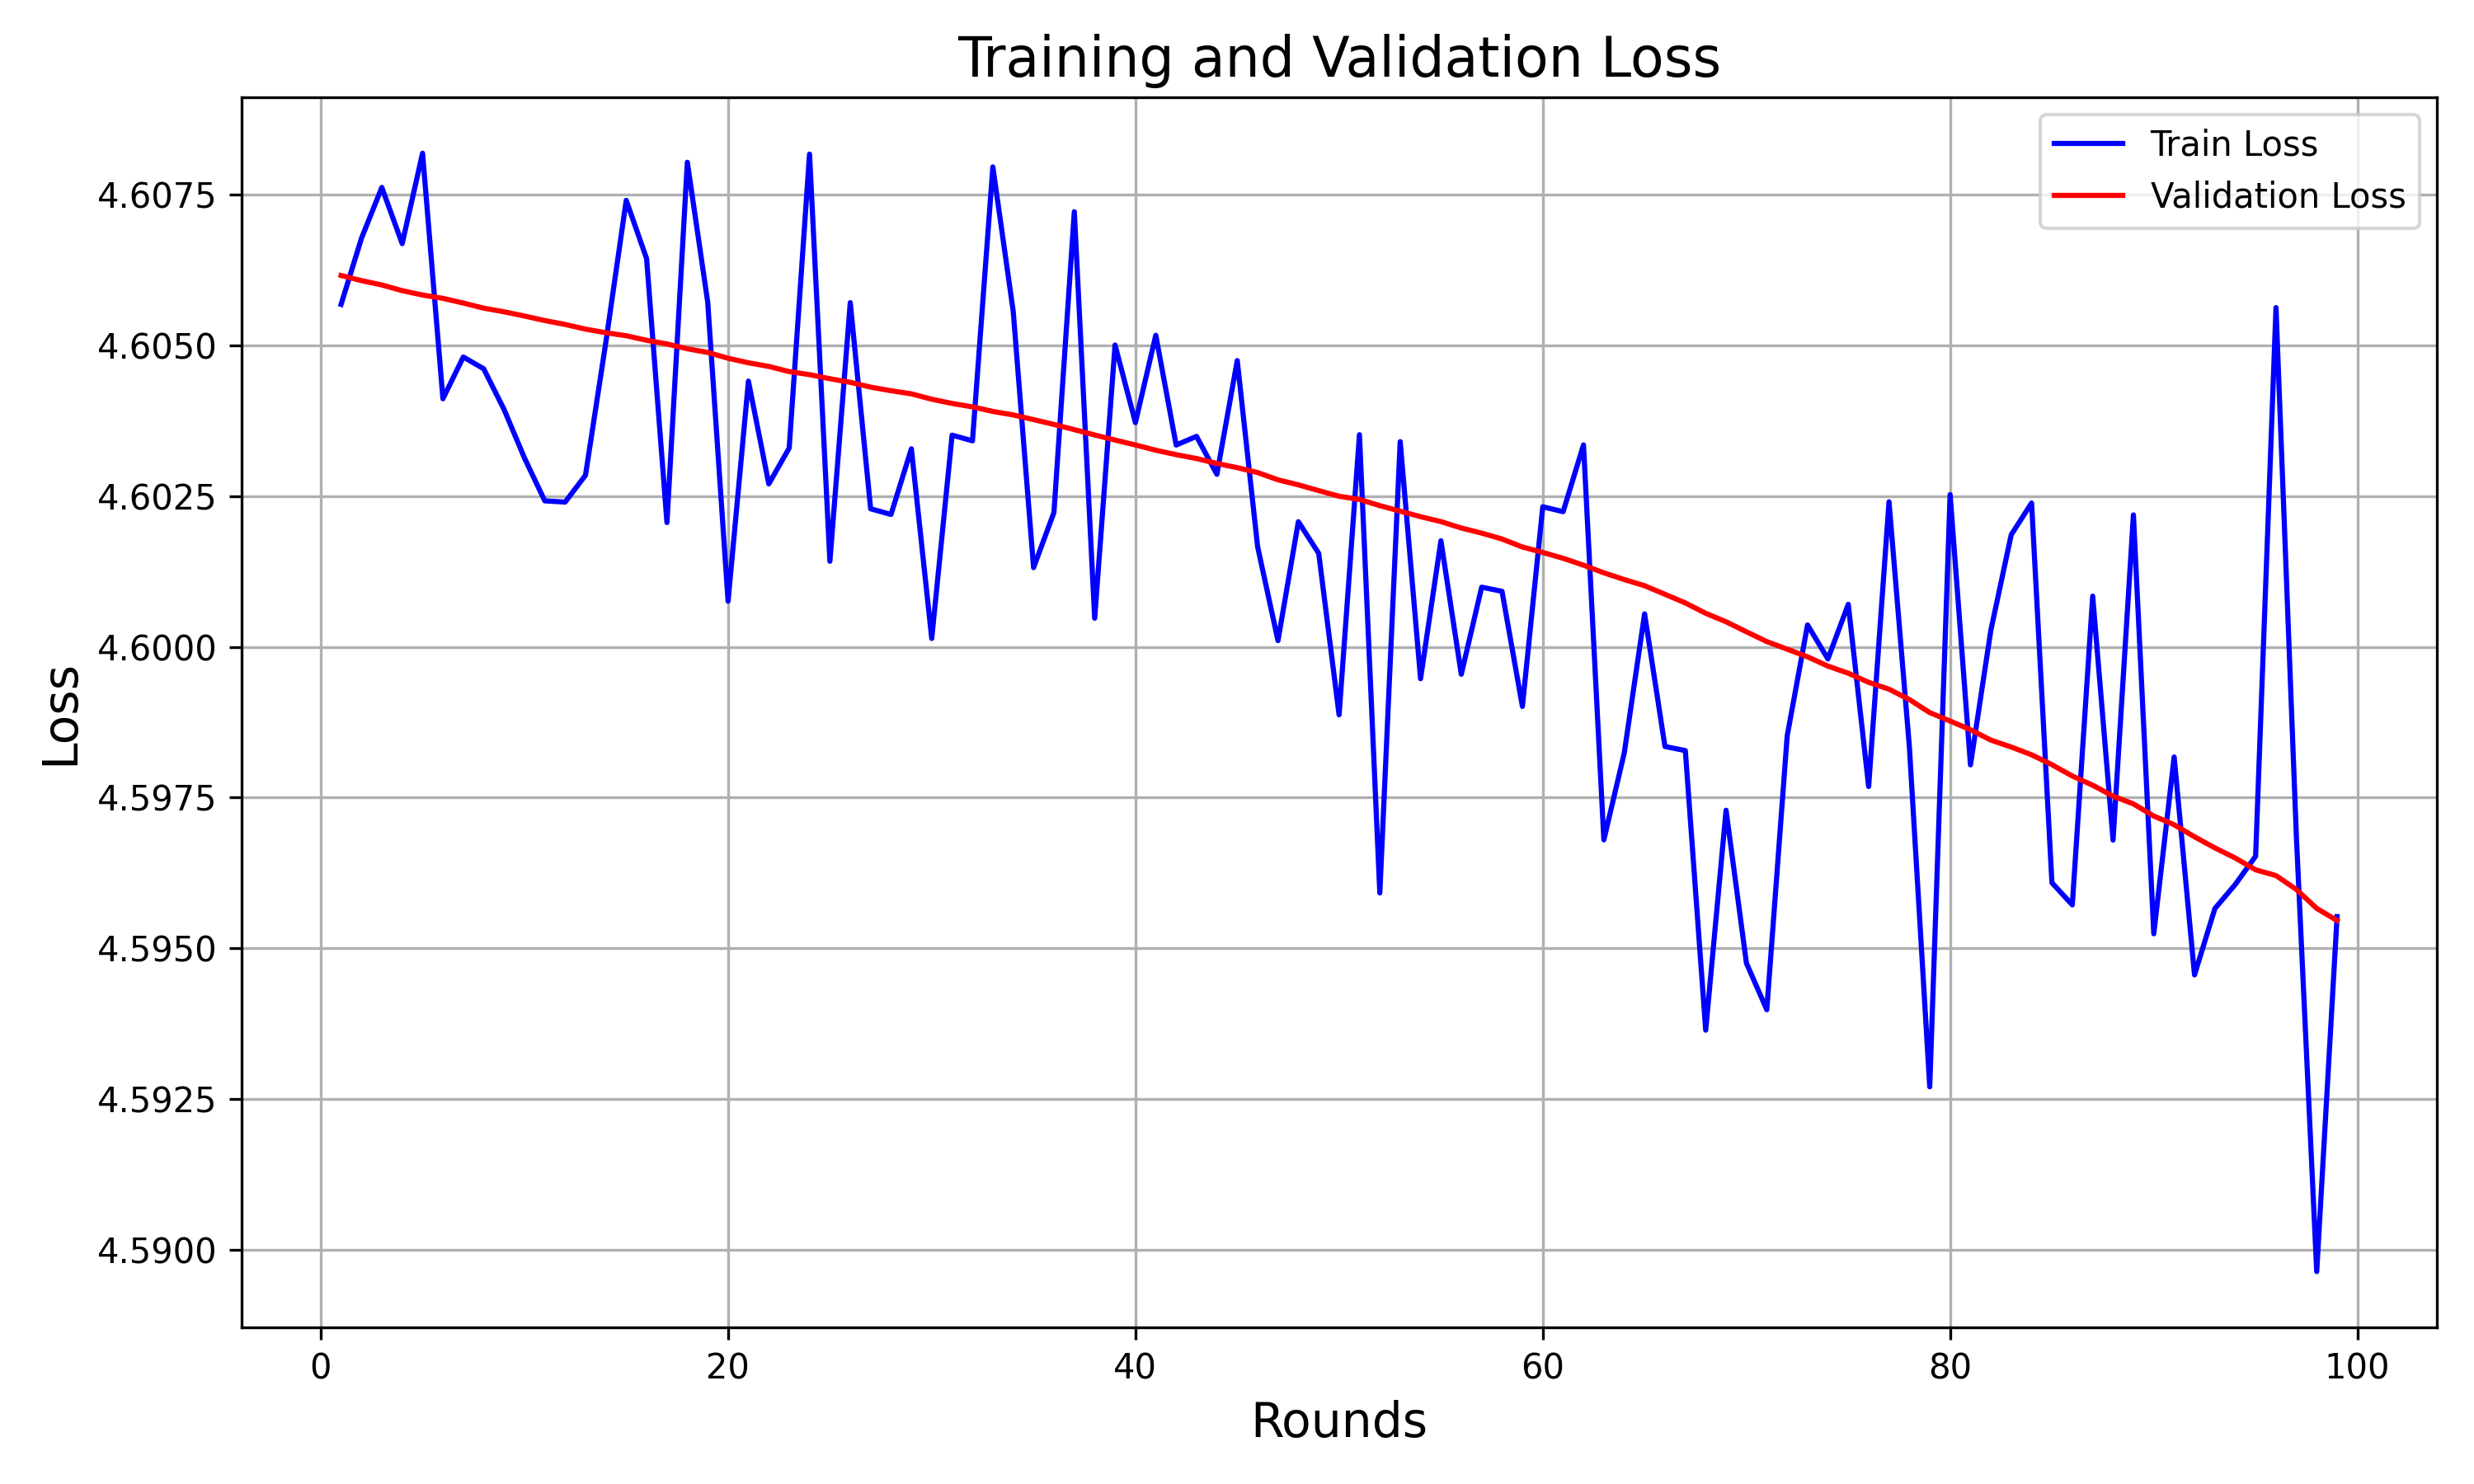 Training and Validation Loss
Train Loss
Validation Loss
4.6075
4.6050
4.6025
4.6000
4.5975
4.5950
4.5925
4.5900
Loss
0 20 40 60 80 100
Rounds